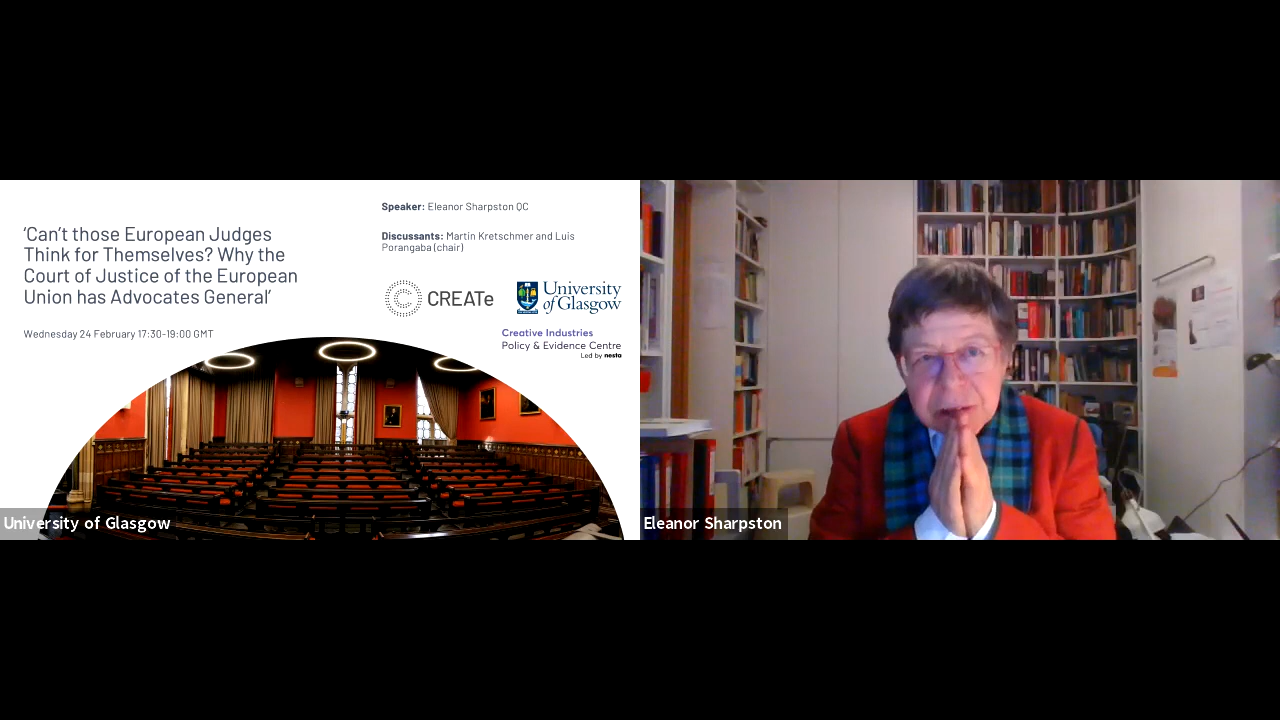 ‘Can’t those European Judges
Think for Themselves? Why the
Court of Justice of the European
Union has Advocates General’
Wednesday 24 February 17:30-19:00 GMT
Speaker: Eleanor Sharpston QC
Discussants: Martin Kretschmer and Luis
Porangaba (chair)
CREATe
University
of Glasgow
Creative Industries
Policy & Evidence Centre
Led by nesta
University of Glasgow
Eleanor Sharpston